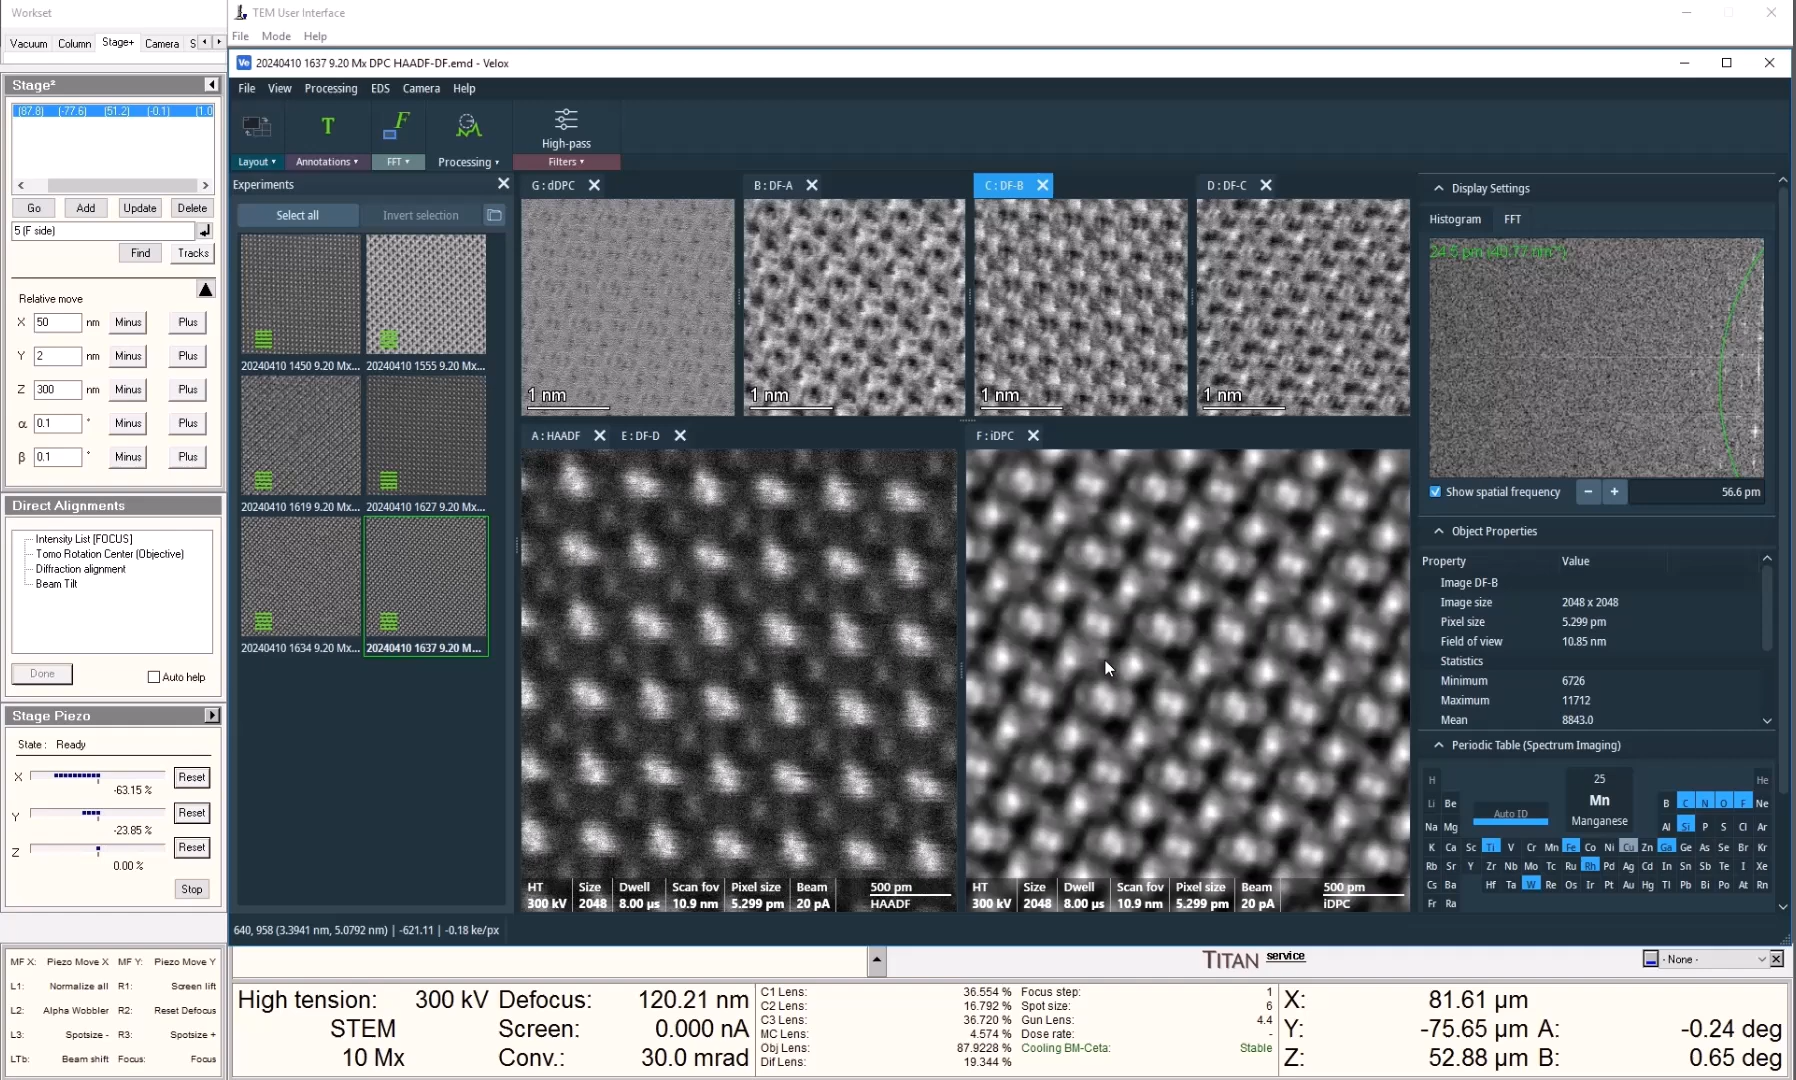 Workset
TEM User Interface
File Mode Help
Vacuum Column Stage+ Camera S
20240410 1637 9.20 Mx DPC HAADF-DF.emd - Velox
File View Processing EDS Camera Help
Stage²
(87.8) (-77.6) (51.2) (-0.1) (1.0
Go Add Update Delete
5 (F side)
Find Tracks
Relative move
X 50 nm Minus Plus
Y 2 nm Minus Plus
Z 300 nm Minus Plus
α 0.1 ° Minus Plus
β 0.1 ° Minus Plus
Direct Alignments
Intensity List [FOCUS]
Tomo Rotation Center (Objective)
Diffraction alignment
Beam Tilt
Done Auto help
Stage Piezo
State : Ready
X Reset
-63.15 %
Y Reset
-23.85 %
Z Reset
0.00 %
Stop
MF X: Piezo Move X MF Y: Piezo Move Y
L1: Normalize all R1: Screen lift
L2: Alpha Wobbler R2: Reset Defocus
L3: Spotsize - R3: Spotsize +
LTb: Beam shift Focus: Focus
T F High-pass
Layout Annotations FFT Processing Filters
Experiments
Select all Invert selection
20240410 1450 9.20 Mx... 20240410 1555 9.20 Mx...
20240410 1619 9.20 Mx... 20240410 1627 9.20 Mx...
20240410 1634 9.20 Mx... 20240410 1637 9.20 M...
G : dDPC B : DF-A C : DF-B D : DF-C
1 nm 1 nm 1 nm 1 nm
A : HAADF E : DF-D F : iDPC
HT Size Dwell Scan fov Pixel size Beam 500 pm
300 kV 2048 8.00 µs 10.9 nm 5.299 pm 20 pA HAADF
HT Size Dwell Scan fov Pixel size Beam 500 pm
300 kV 2048 8.00 µs 10.9 nm 5.299 pm 20 pA iDPC
640, 958 (3.3941 nm, 5.0792 nm) | -621.11 | -0.18 ke/px
Display Settings
Histogram FFT
24.5 pm (40.77 nm⁻¹)
Show spatial frequency − + 56.6 pm
Object Properties
Property Value
Image DF-B
Image size 2048 x 2048
Pixel size 5.299 pm
Field of view 10.85 nm
Statistics
Minimum 6726
Maximum 11712
Mean 8843.0
Periodic Table (Spectrum Imaging)
25
Mn
Manganese
Auto ID
H He
Li Be B C N O F Ne
Na Mg Al Si P S Cl Ar
K Ca Sc Ti V Cr Mn Fe Co Ni Cu Zn Ga Ge As Se Br Kr
Rb Sr Y Zr Nb Mo Tc Ru Rh Pd Ag Cd In Sn Sb Te I Xe
Cs Ba Hf Ta W Re Os Ir Pt Au Hg Tl Pb Bi Po At Rn
Fr Ra
TITAN service
- None -
High tension: 300 kV Defocus: 120.21 nm
STEM Screen: 0.000 nA
10 Mx Conv.: 30.0 mrad
C1 Lens: 36.554 % Focus step: 1
C2 Lens: 16.792 % Spot size: 6
C3 Lens: 36.720 % Gun Lens: 4.4
MC Lens: 4.574 % Dose rate: -
Obj Lens: 87.9228 % Cooling BM-Ceta: Stable
Dif Lens: 19.344 %
X: 81.61 µm
Y: -75.65 µm A: -0.24 deg
Z: 52.88 µm B: 0.65 deg